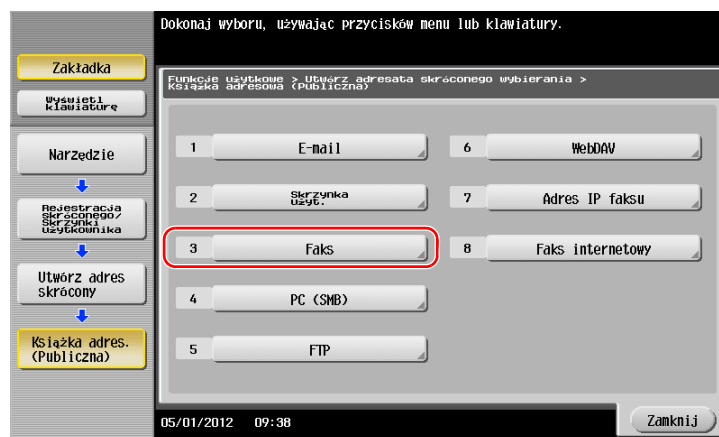 Dokonaj wyboru, używając przycisków menu lub klawiatury.
Zakładka
Wyświetl
klawiaturę
Narzędzie
Rejestracja
skróconego/
Skrzynki
użytkownika
Utwórz adres
skrócony
Książka adres.
(Publiczna)
Funkcje użytkowe > Utwórz adresata skróconego wybierania >
Książka adresowa (Publiczna)
1 E-mail
6 WebDAV
2 Skrzynka
użyt.
7 Adres IP faksu
3 Faks
8 Faks internetowy
4 PC (SMB)
5 FTP
05/01/2012 09:38
Zamknij